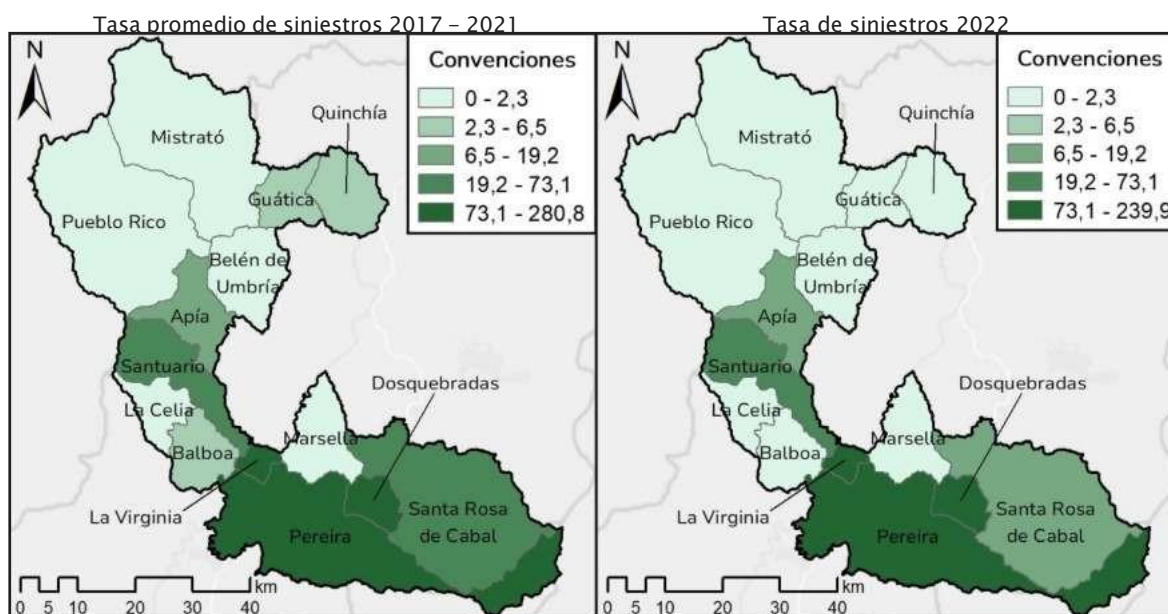 Tasa promedio de siniestros 2017 - 2021
N
Convenciones
0 - 2,3
2,3 - 6,5
6,5 - 19,2
19,2 - 73,1
73,1 - 280,8
Quinchía
Mistrató
Guática
Pueblo Rico
Belén de
Umbría
Apía
Santuario
Dosquebradas
La Celia
Marsella
Balboa
La Virginia
Santa Rosa
de Cabal
Pereira
km
0 5 10 20 30 40
Tasa de siniestros 2022
N
Convenciones
0 - 2,3
2,3 - 6,5
6,5 - 19,2
19,2 - 73,1
73,1 - 239,9
Quinchía
Mistrató
Guática
Pueblo Rico
Belén de
Umbría
Apía
Santuario
Dosquebradas
La Celia
Marsella
Balboa
La Virginia
Santa Rosa
de Cabal
Pereira
km
0 5 10 20 30 40